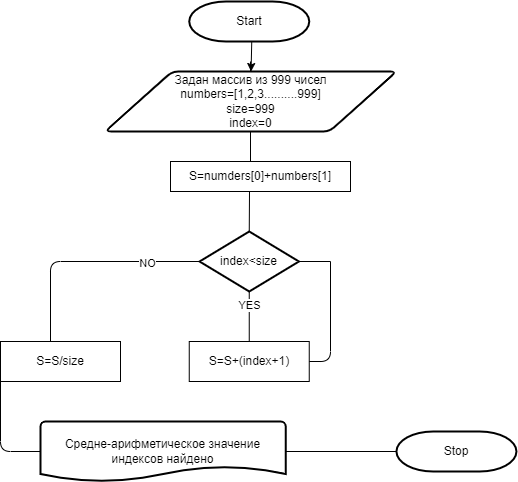 Start
Задан массив из 999 чисел
numbers=[1,2,3..........999]
size=999
index=0
S=numders[0]+numbers[1]
index<size
NO
YES
S=S/size
S=S+(index+1)
Средне-арифметическое значение
индексов найдено
Stop